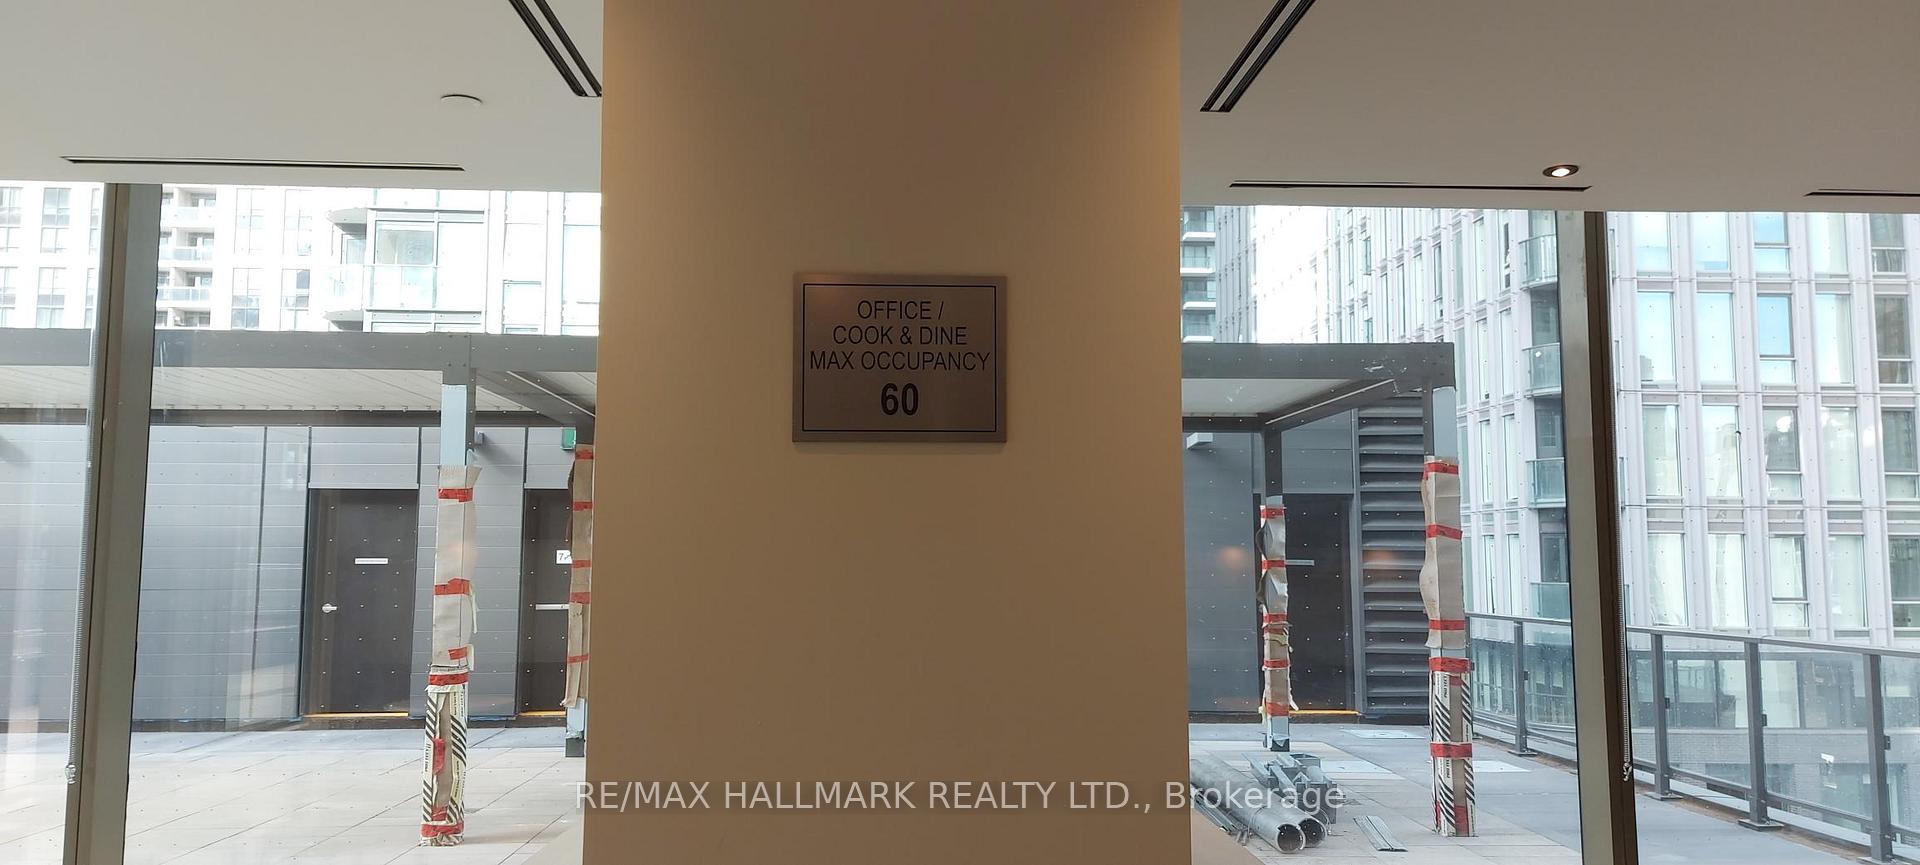 OFFICE /
COOK & DINE
MAX OCCUPANCY
60
RE/MAX HALLMARK REALTY LTD., Brokerage